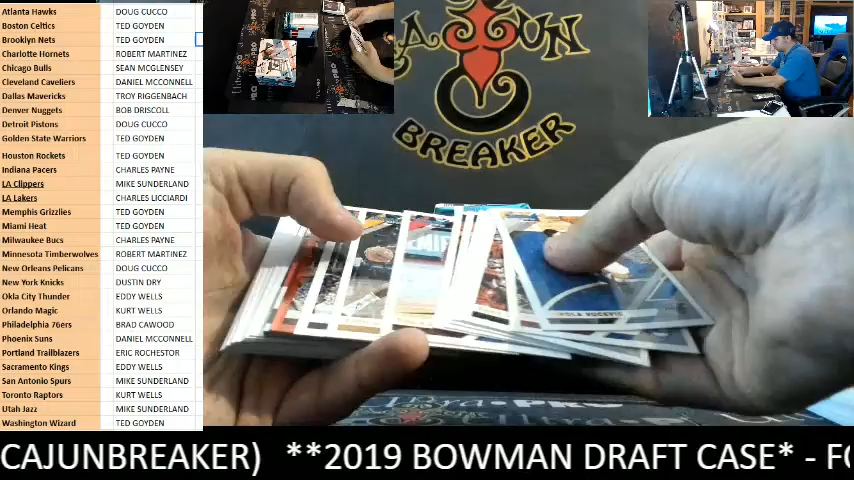 Atlanta Hawks DOUG CUCCO
Boston Celtics TED GOYDEN
Brooklyn Nets TED GOYDEN
Charlotte Hornets ROBERT MARTINEZ
Chicago Bulls SEAN MCGLENSEY
Cleveland Caveliers DANIEL MCCONNELL
Dallas Mavericks TROY RIGGENBACH
Denver Nuggets BOB DRISCOLL
Detroit Pistons DOUG CUCCO
Golden State Warriors TED GOYDEN
Houston Rockets TED GOYDEN
Indiana Pacers CHARLES PAYNE
LA Clippers MIKE SUNDERLAND
LA Lakers CHARLES LICCIARDI
Memphis Grizzlies TED GOYDEN
Miami Heat TED GOYDEN
Milwaukee Bucs CHARLES PAYNE
Minnesota Timberwolves ROBERT MARTINEZ
New Orleans Pelicans DOUG CUCCO
New York Knicks DUSTIN DRY
Okla City Thunder EDDY WELLS
Orlando Magic KURT WELLS
Philadelphia 76ers BRAD CAWOOD
Phoenix Suns DANIEL MCCONNELL
Portland Trailblazers ERIC ROCHESTOR
Sacramento Kings EDDY WELLS
San Antonio Spurs MIKE SUNDERLAND
Toronto Raptors KURT WELLS
Utah Jazz MIKE SUNDERLAND
Washington Wizard TED GOYDEN
BREAKER
CAJUNBREAKER) **2019 BOWMAN DRAFT CASE* - FO